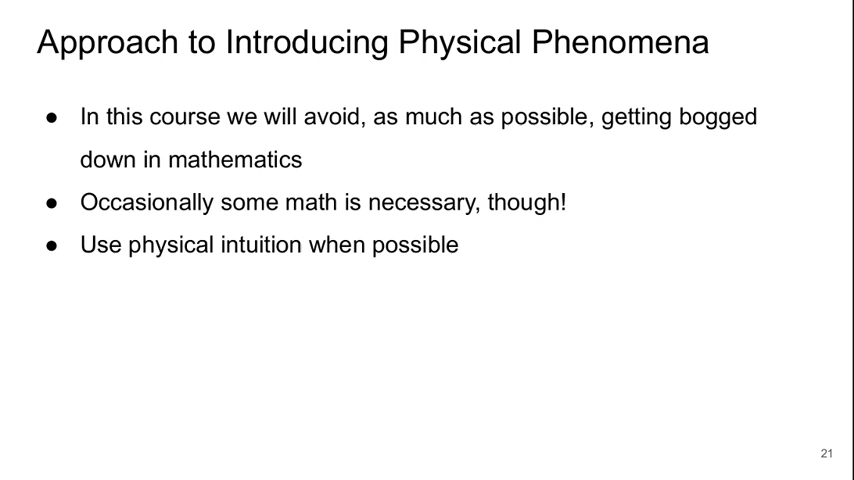 Approach to Introducing Physical Phenomena
● In this course we will avoid, as much as possible, getting bogged
down in mathematics
● Occasionally some math is necessary, though!
● Use physical intuition when possible
21